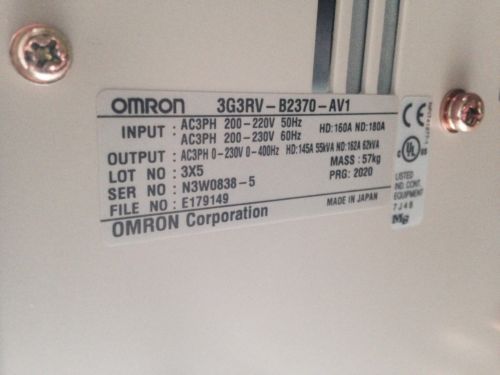 OMRON 3G3RV-B2370-AV1
INPUT : AC3PH 200-220V 50Hz
AC3PH 200-230V 60Hz HD:160A ND:180A
OUTPUT : AC3PH 0-230V 0-400Hz HD:145A 55kVA ND:162A 62kVA
LOT NO : 3X5 MASS : 57kg
SER NO : N3W0838-5 PRG: 2020
FILE NO : E179149
OMRON Corporation MADE IN JAPAN
CE
C UL US
LISTED
IND. CONT.
EQUIPMENT
7J48